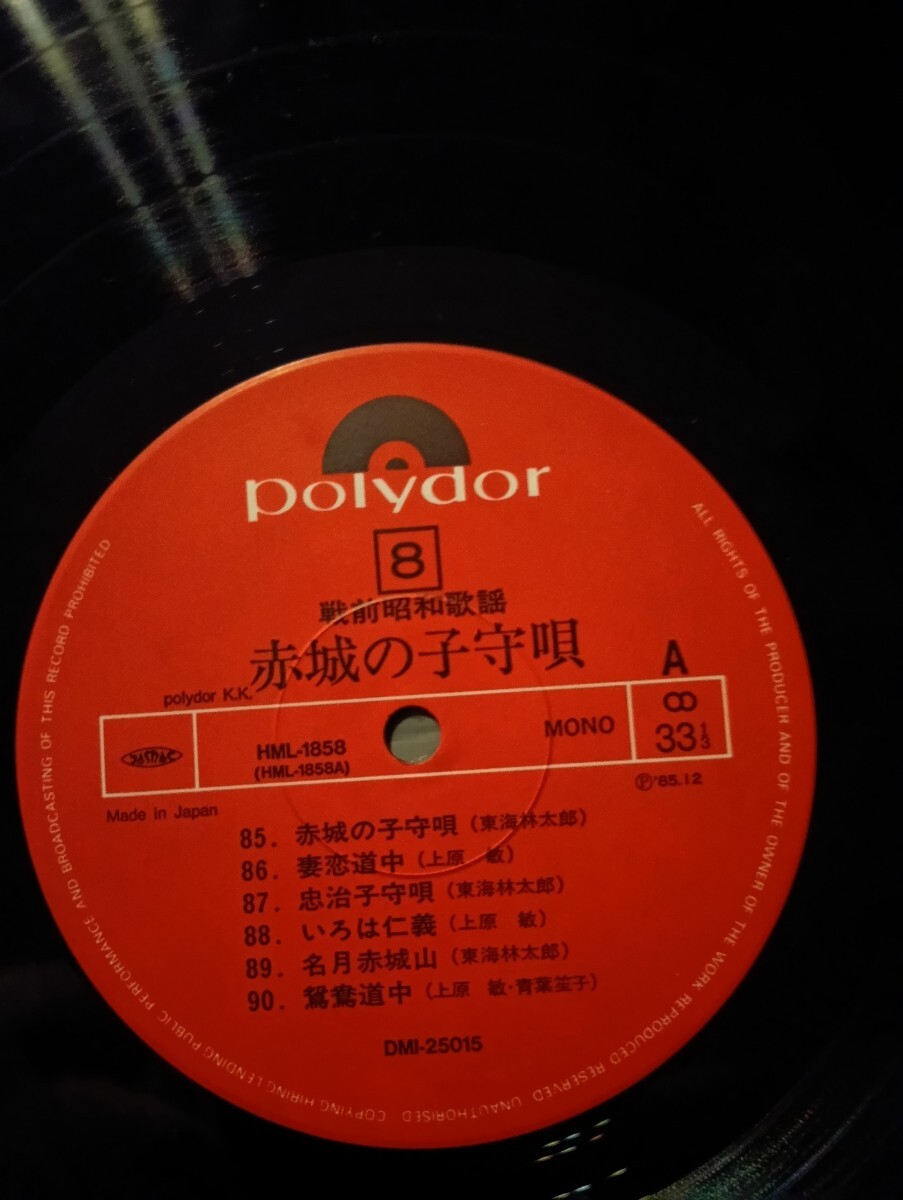 polydor
8
戦前昭和歌謡
赤城の子守唄
polydor K.K.
A
JASRAC
HML-1858
(HML-1858A)
MONO
33 1/3
Made in Japan
Ⓟ'85.12
85. 赤城の子守唄 (東海林太郎)
86. 妻恋道中 (上原 敏)
87. 忠治子守唄 (東海林太郎)
88. いろは仁義 (上原 敏)
89. 名月赤城山 (東海林太郎)
90. 鴛鴦道中 (上原 敏・青葉笙子)
DMI-25015
ALL RIGHTS OF THE PRODUCER AND OF THE OWNER OF THE WORK REPRODUCED RESERVED UNAUTHORISED COPYING HIRING LENDING PUBLIC PERFORMANCE AND BROADCASTING OF THIS RECORD PROHIBITED